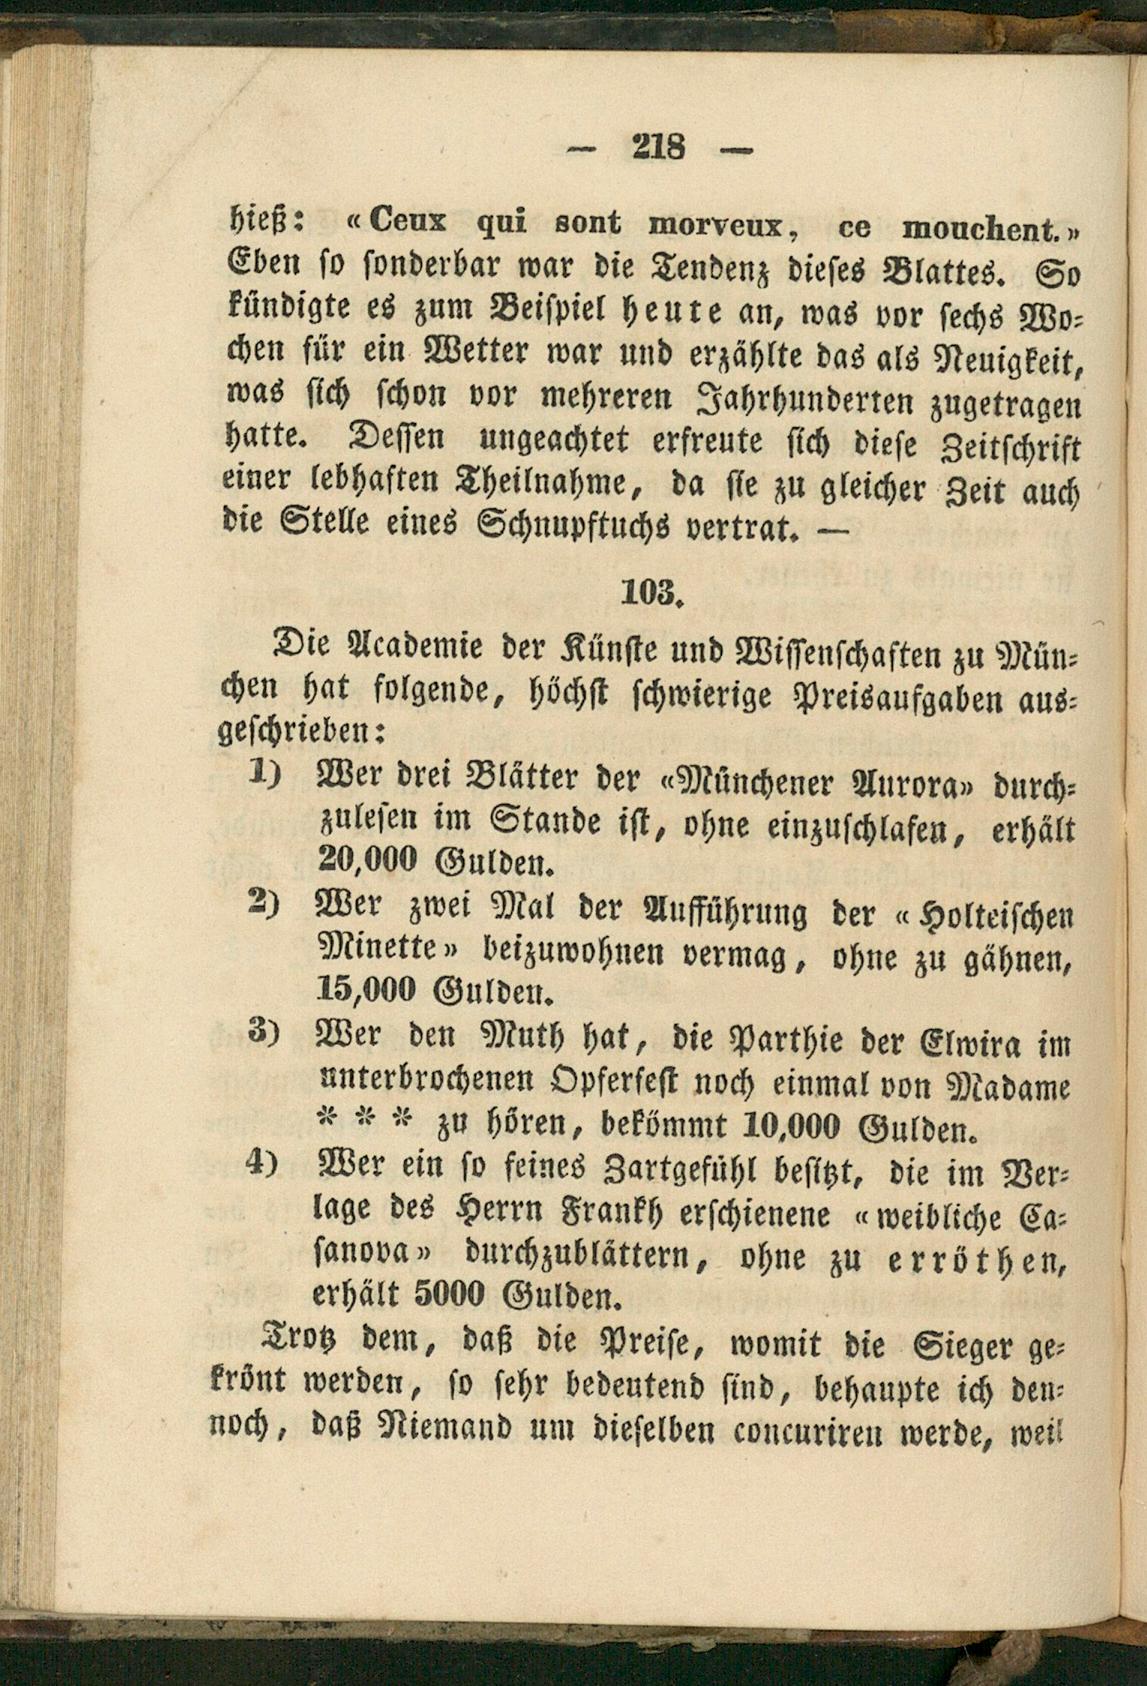 — 218 —
hieß: «Ceux qui sont morveux, ce mouchent.»
Eben so sonderbar war die Tendenz dieses Blattes. So
kündigte es zum Beispiel heute an, was vor sechs Wo-
chen für ein Wetter war und erzählte das als Neuigkeit,
was sich schon vor mehreren Jahrhunderten zugetragen
hatte. Dessen ungeachtet erfreute sich diese Zeitschrift
einer lebhaften Theilnahme, da sie zu gleicher Zeit auch
die Stelle eines Schnupftuchs vertrat. —
103.
Die Academie der Künste und Wissenschaften zu Mün-
chen hat folgende, höchst schwierige Preisaufgaben aus-
geschrieben:
1) Wer drei Blätter der «Münchener Aurora» durch-
zulesen im Stande ist, ohne einzuschlafen, erhält
20,000 Gulden.
2) Wer zwei Mal der Aufführung der «Holteischen
Minette» beizuwohnen vermag, ohne zu gähnen,
15,000 Gulden.
3) Wer den Muth hat, die Parthie der Elwira im
unterbrochenen Opferfest noch einmal von Madame
* * * zu hören, bekömmt 10,000 Gulden.
4) Wer ein so feines Zartgefühl besitzt, die im Ver-
lage des Herrn Frankh erschienene «weibliche Ca-
sanova» durchzublättern, ohne zu erröthen,
erhält 5000 Gulden.
Trotz dem, daß die Preise, womit die Sieger ge-
krönt werden, so sehr bedeutend sind, behaupte ich den-
noch, daß Niemand um dieselben concuriren werde, weil